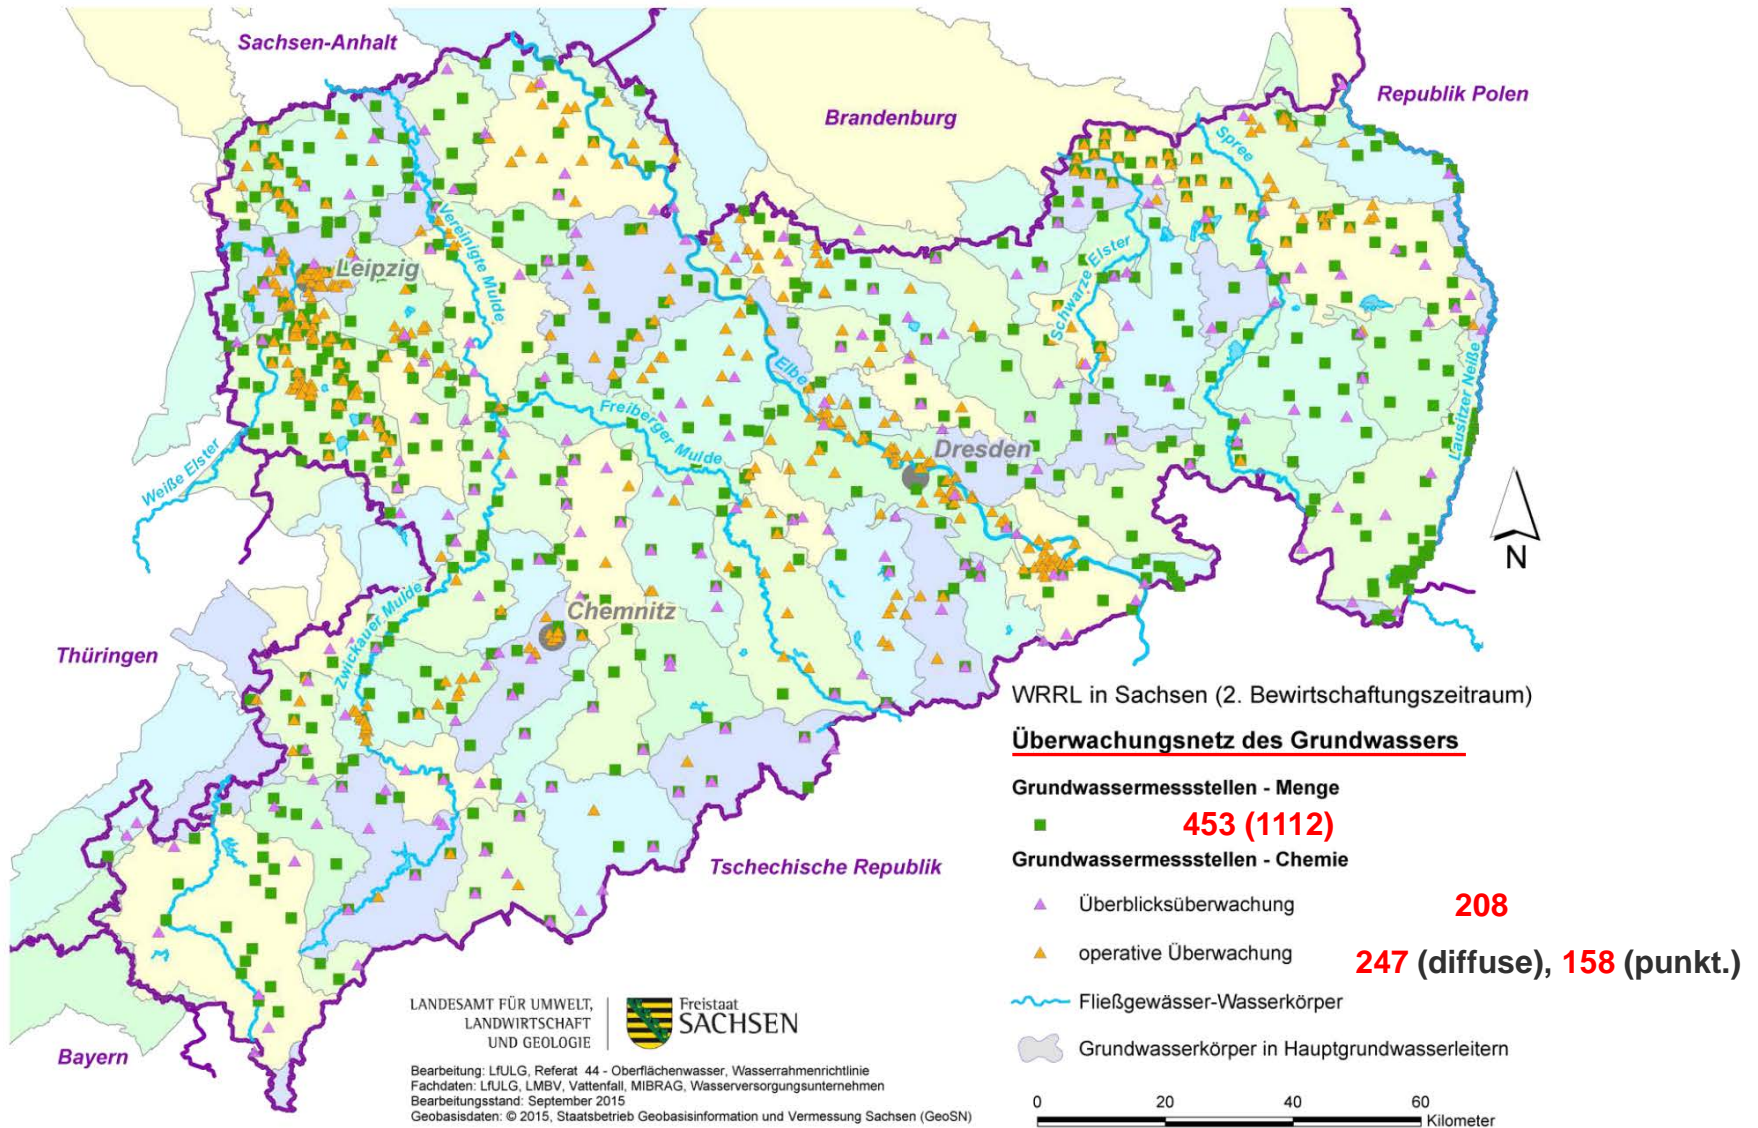 Sachsen-Anhalt
Republik Polen
Brandenburg
Spree
Vereinigte Mulde
Schwarze Elster
Leipzig
Elbe
Lausitzer Neiße
Freiberger Mulde
Dresden
Weiße Elster
N
Zwickauer Mulde
Chemnitz
Thüringen
Tschechische Republik
Bayern
WRRL in Sachsen (2. Bewirtschaftungszeitraum)
Überwachungsnetz des Grundwassers
Grundwassermessstellen - Menge
453 (1112)
Grundwassermessstellen - Chemie
Überblicksüberwachung 208
operative Überwachung 247 (diffuse), 158 (punkt.)
Fließgewässer-Wasserkörper
Grundwasserkörper in Hauptgrundwasserleitern
0 20 40 60
Kilometer
LANDESAMT FÜR UMWELT,
LANDWIRTSCHAFT
UND GEOLOGIE
Freistaat
SACHSEN
Bearbeitung: LfULG, Referat 44 - Oberflächenwasser, Wasserrahmenrichtlinie
Fachdaten: LfULG, LMBV, Vattenfall, MIBRAG, Wasserversorgungsunternehmen
Bearbeitungsstand: September 2015
Geobasisdaten: © 2015, Staatsbetrieb Geobasisinformation und Vermessung Sachsen (GeoSN)